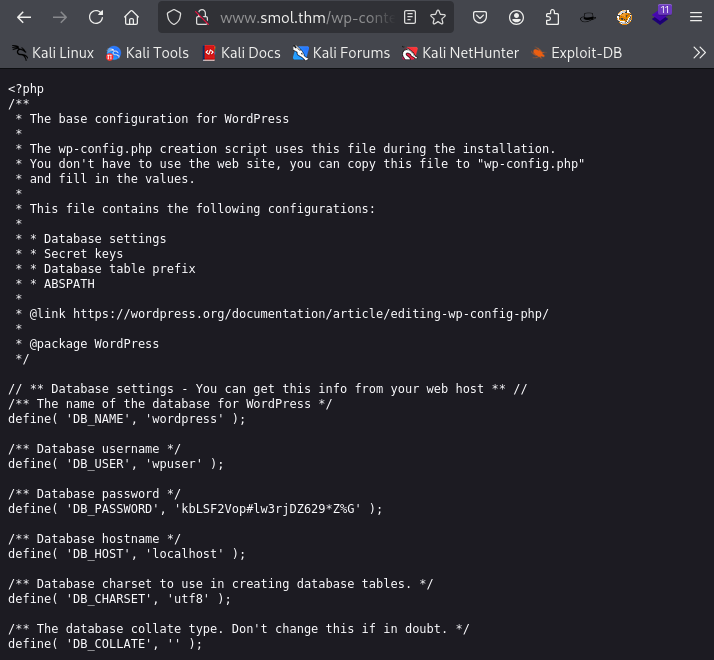 www.smol.thm/wp-conte
11
Kali Linux
Kali Tools
Kali Docs
Kali Forums
Kali NetHunter
Exploit-DB
<?php
/**
 * The base configuration for WordPress
 *
 * The wp-config.php creation script uses this file during the installation.
 * You don't have to use the web site, you can copy this file to "wp-config.php"
 * and fill in the values.
 *
 * This file contains the following configurations:
 *
 * * Database settings
 * * Secret keys
 * * Database table prefix
 * * ABSPATH
 *
 * @link https://wordpress.org/documentation/article/editing-wp-config-php/
 *
 * @package WordPress
 */
// ** Database settings - You can get this info from your web host ** //
/** The name of the database for WordPress */
define( 'DB_NAME', 'wordpress' );
/** Database username */
define( 'DB_USER', 'wpuser' );
/** Database password */
define( 'DB_PASSWORD', 'kbLSF2Vop#lw3rjDZ629*Z%G' );
/** Database hostname */
define( 'DB_HOST', 'localhost' );
/** Database charset to use in creating database tables. */
define( 'DB_CHARSET', 'utf8' );
/** The database collate type. Don't change this if in doubt. */
define( 'DB_COLLATE', '' );